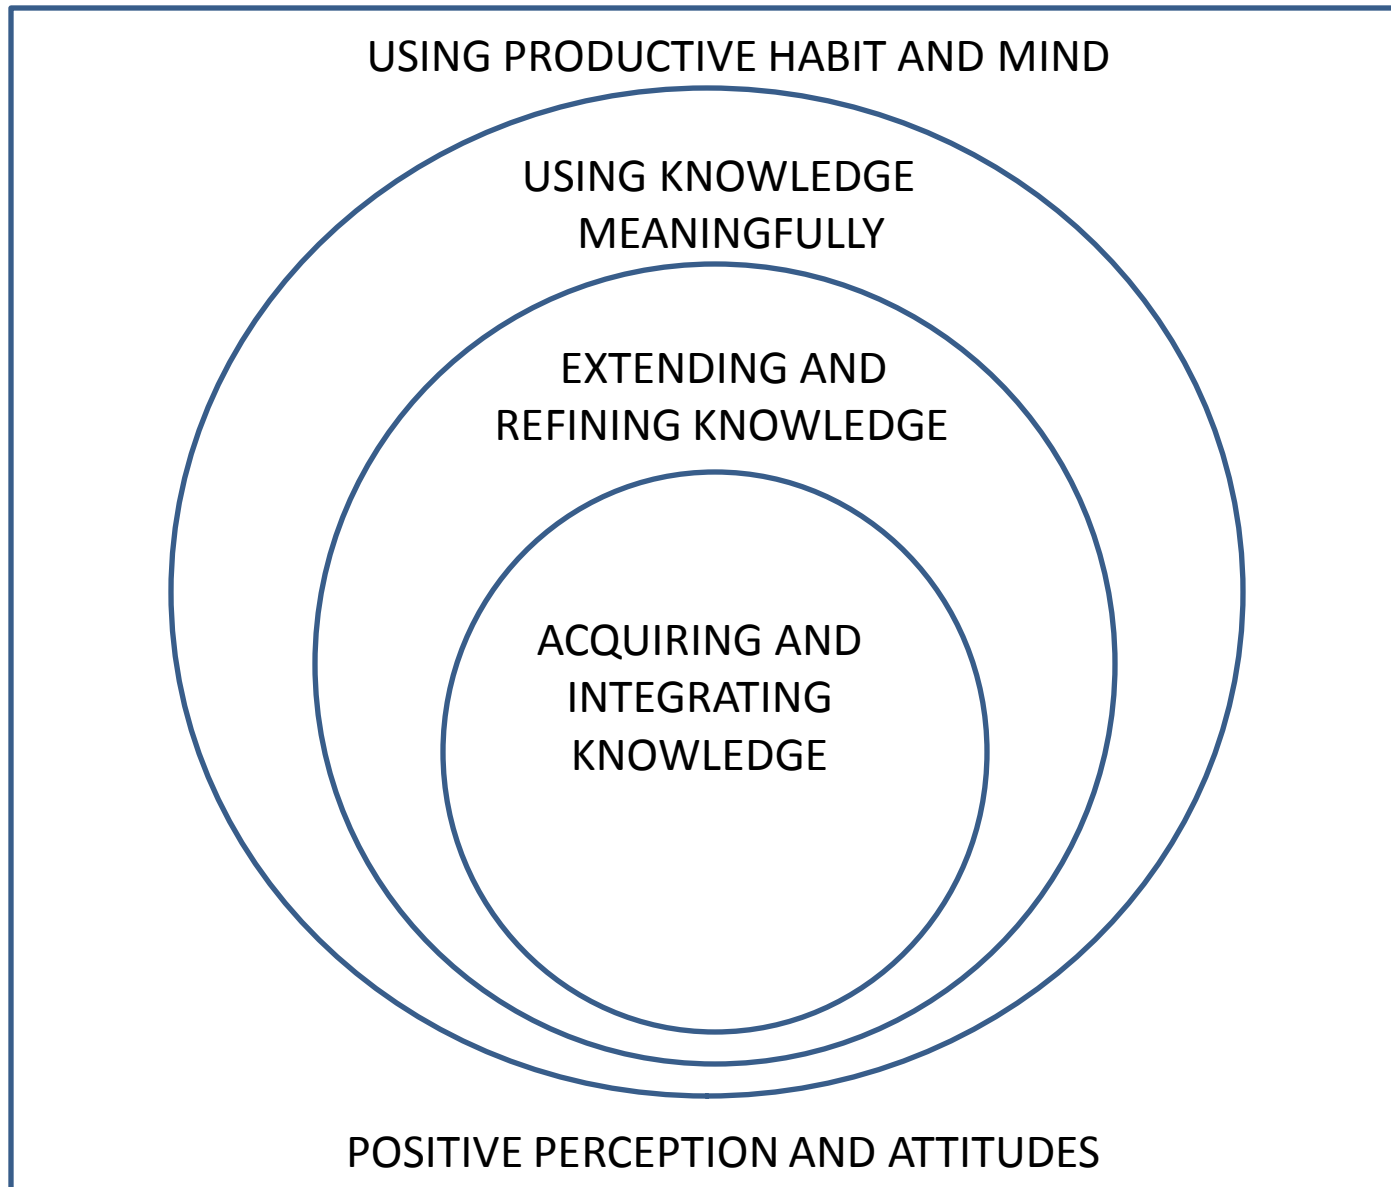 USING PRODUCTIVE HABIT AND MIND
USING KNOWLEDGE
MEANINGFULLY
EXTENDING AND
REFINING KNOWLEDGE
ACQUIRING AND
INTEGRATING
KNOWLEDGE
POSITIVE PERCEPTION AND ATTITUDES